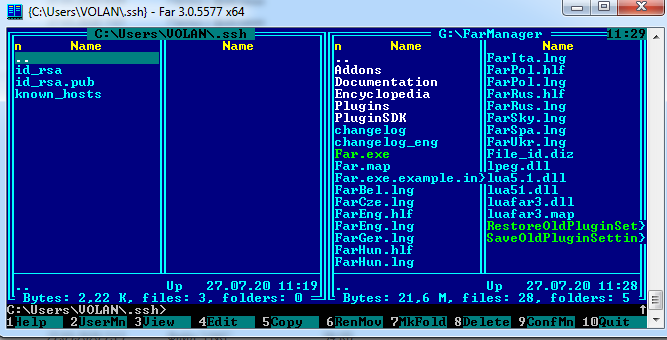 {C:\Users\VOLAN\.ssh} - Far 3.0.5577 x64
C:\Users\VOLAN\.ssh
n Name Name
..
id_rsa
id_rsa.pub
known_hosts
.. Up 27.07.20 11:19
Bytes: 2,22 K, files: 3, folders: 0
G:\FarManager 11:29
n Name Name
..
Addons
Documentation
Encyclopedia
Plugins
PluginSDK
changelog
changelog_eng
Far.exe
Far.map
Far.exe.example.in}
FarBel.lng
FarCze.lng
FarEng.hlf
FarEng.lng
FarGer.lng
FarHun.hlf
FarHun.lng
FarIta.lng
FarPol.hlf
FarPol.lng
FarRus.hlf
FarRus.lng
FarSky.lng
FarSpa.lng
FarUkr.lng
File_id.diz
lpeg.dll
lua5.1.dll
lua51.dll
luafar3.dll
luafar3.map
RestoreOldPluginSet}
SaveOldPluginSettin}
.. Up 27.07.20 11:28
Bytes: 21,6 M, files: 28, folders: 5
C:\Users\VOLAN\.ssh>
1Help 2UserMn 3View 4Edit 5Copy 6RenMov 7MkFold 8Delete 9ConfMn 10Quit